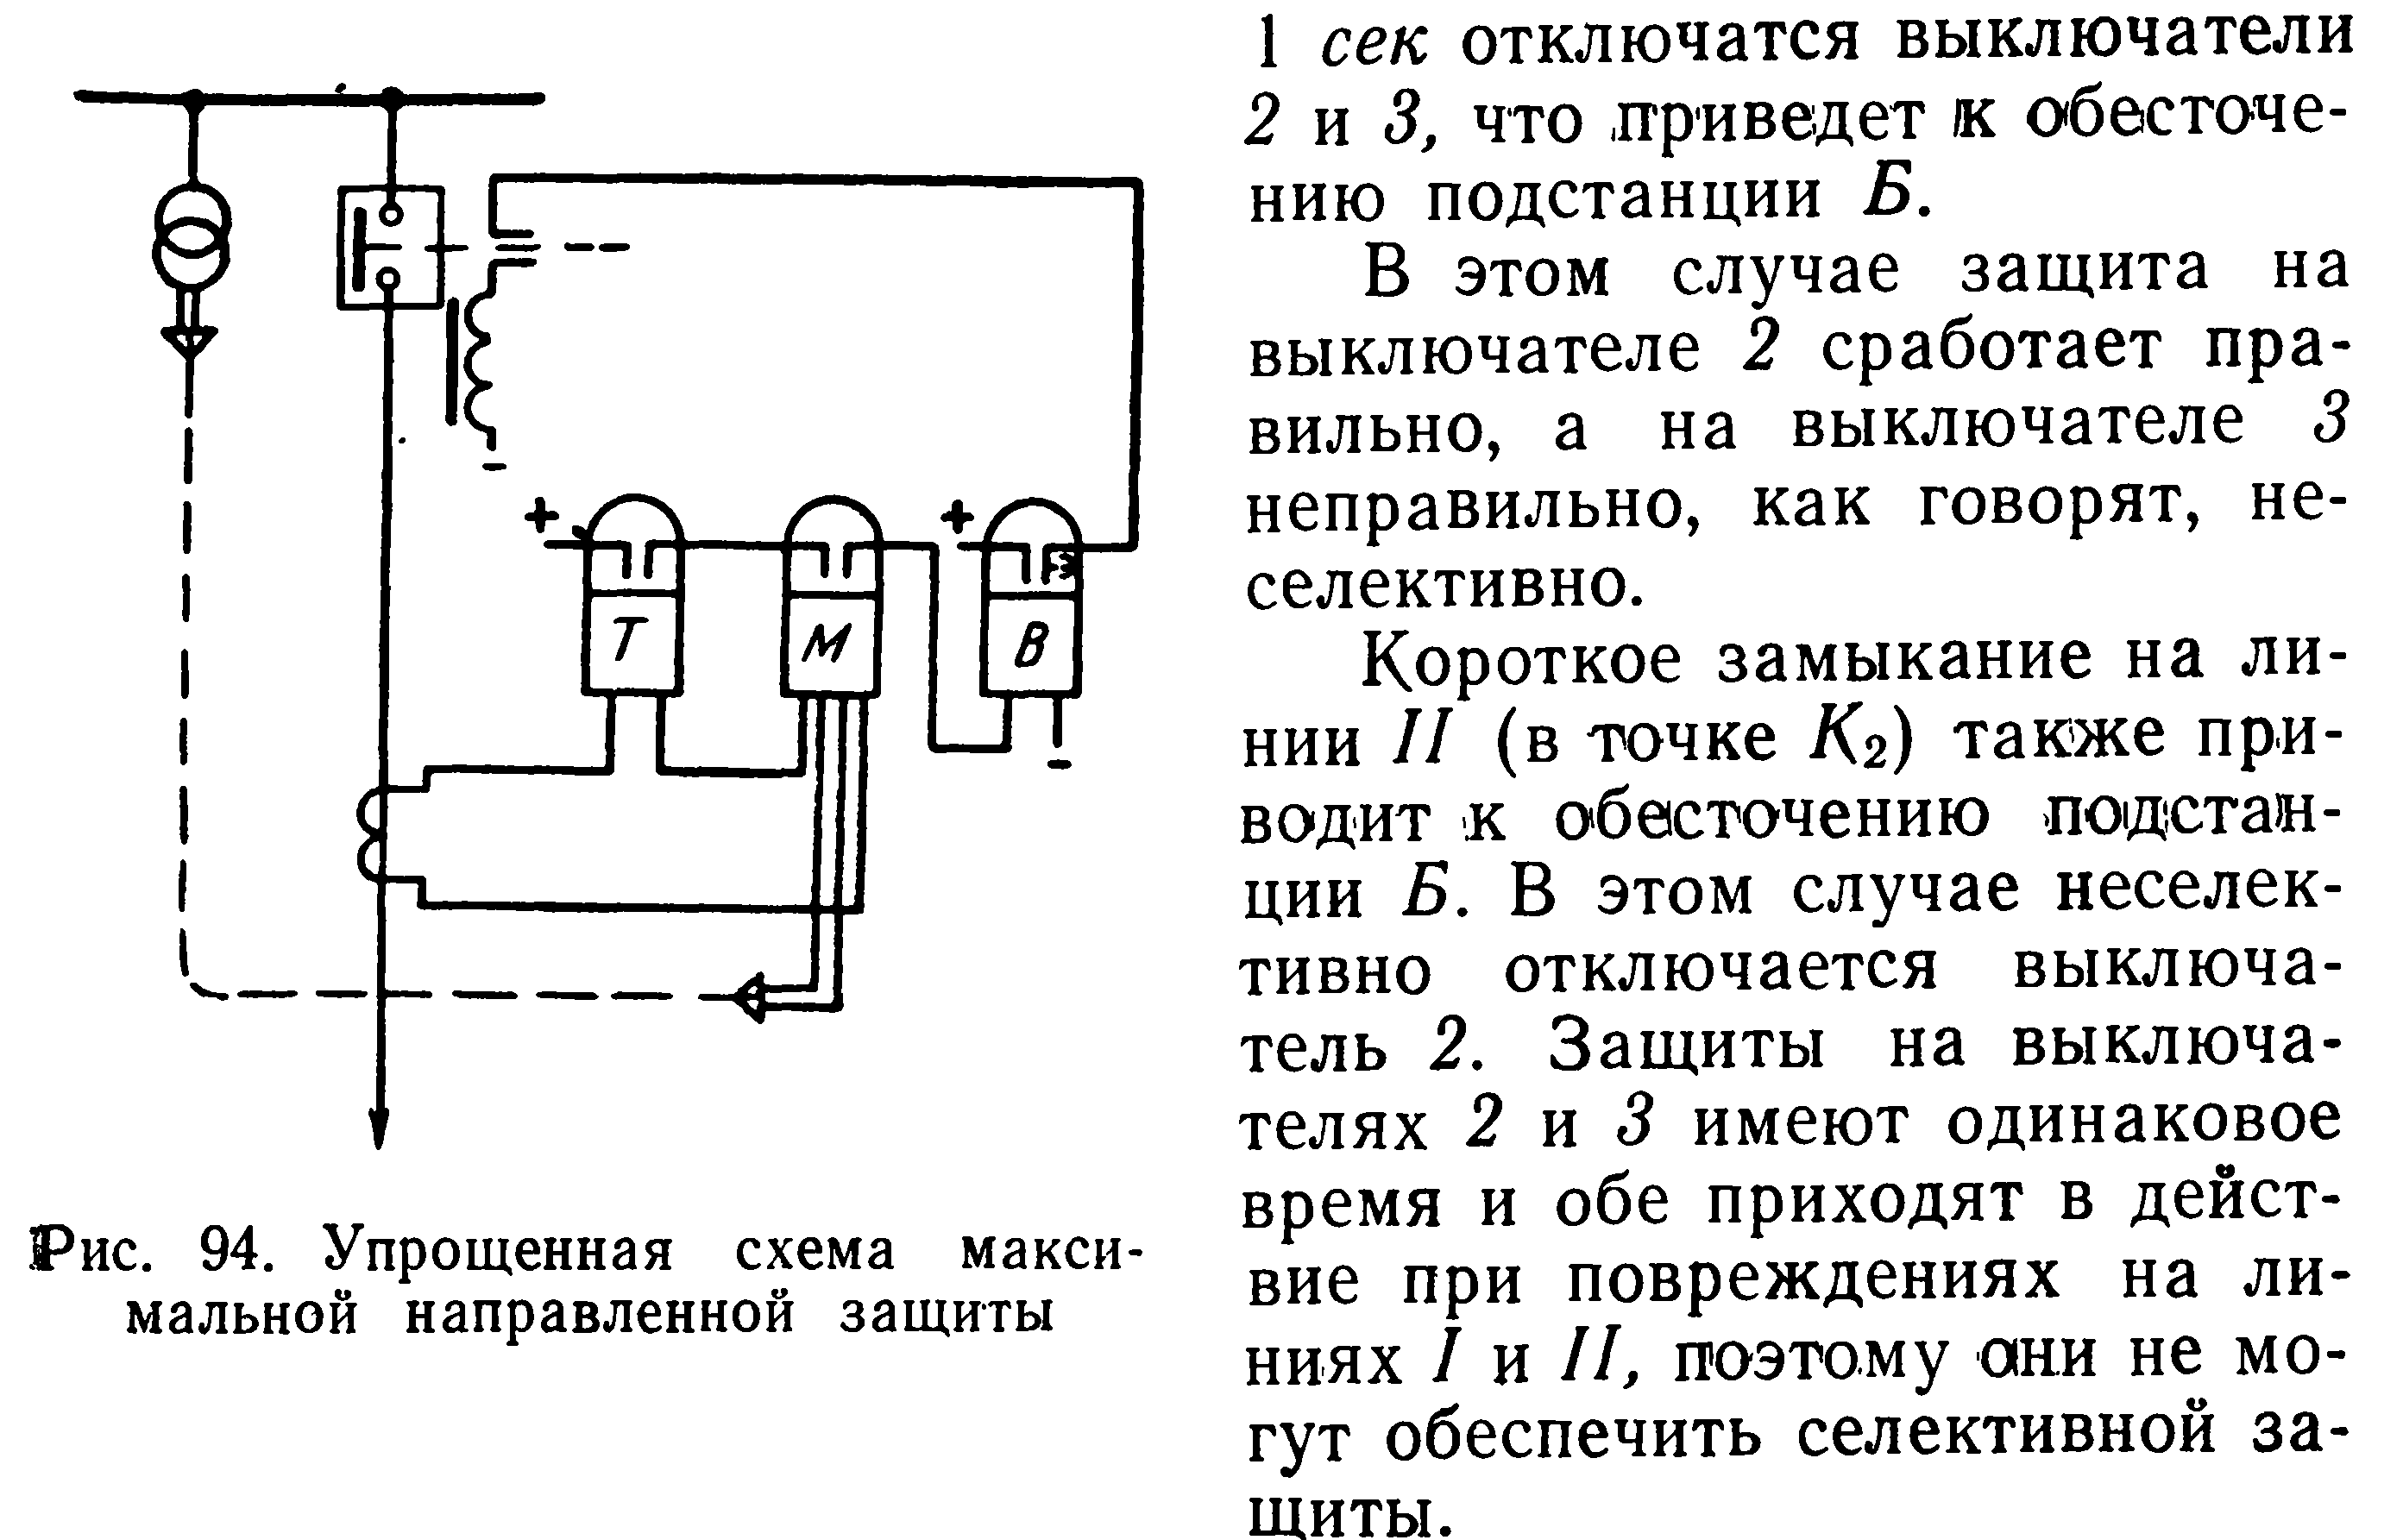 +
+
Т
М
В
-
-
Рис. 94. Упрощенная схема макси-
мальной направленной защиты
1 сек отключатся выключатели
2 и 3, что приведет к обесточе-
нию подстанции Б.
В этом случае защита на
выключателе 2 сработает пра-
вильно, а на выключателе 3
неправильно, как говорят, не-
селективно.
Короткое замыкание на ли-
нии II (в точке К₂) также при-
водит к обесточению подстан-
ции Б. В этом случае неселек-
тивно отключается выключа-
тель 2. Защиты на выключа-
телях 2 и 3 имеют одинаковое
время и обе приходят в дейст-
вие при повреждениях на ли-
ниях I и II, поэтому они не мо-
гут обеспечить селективной за-
щиты.